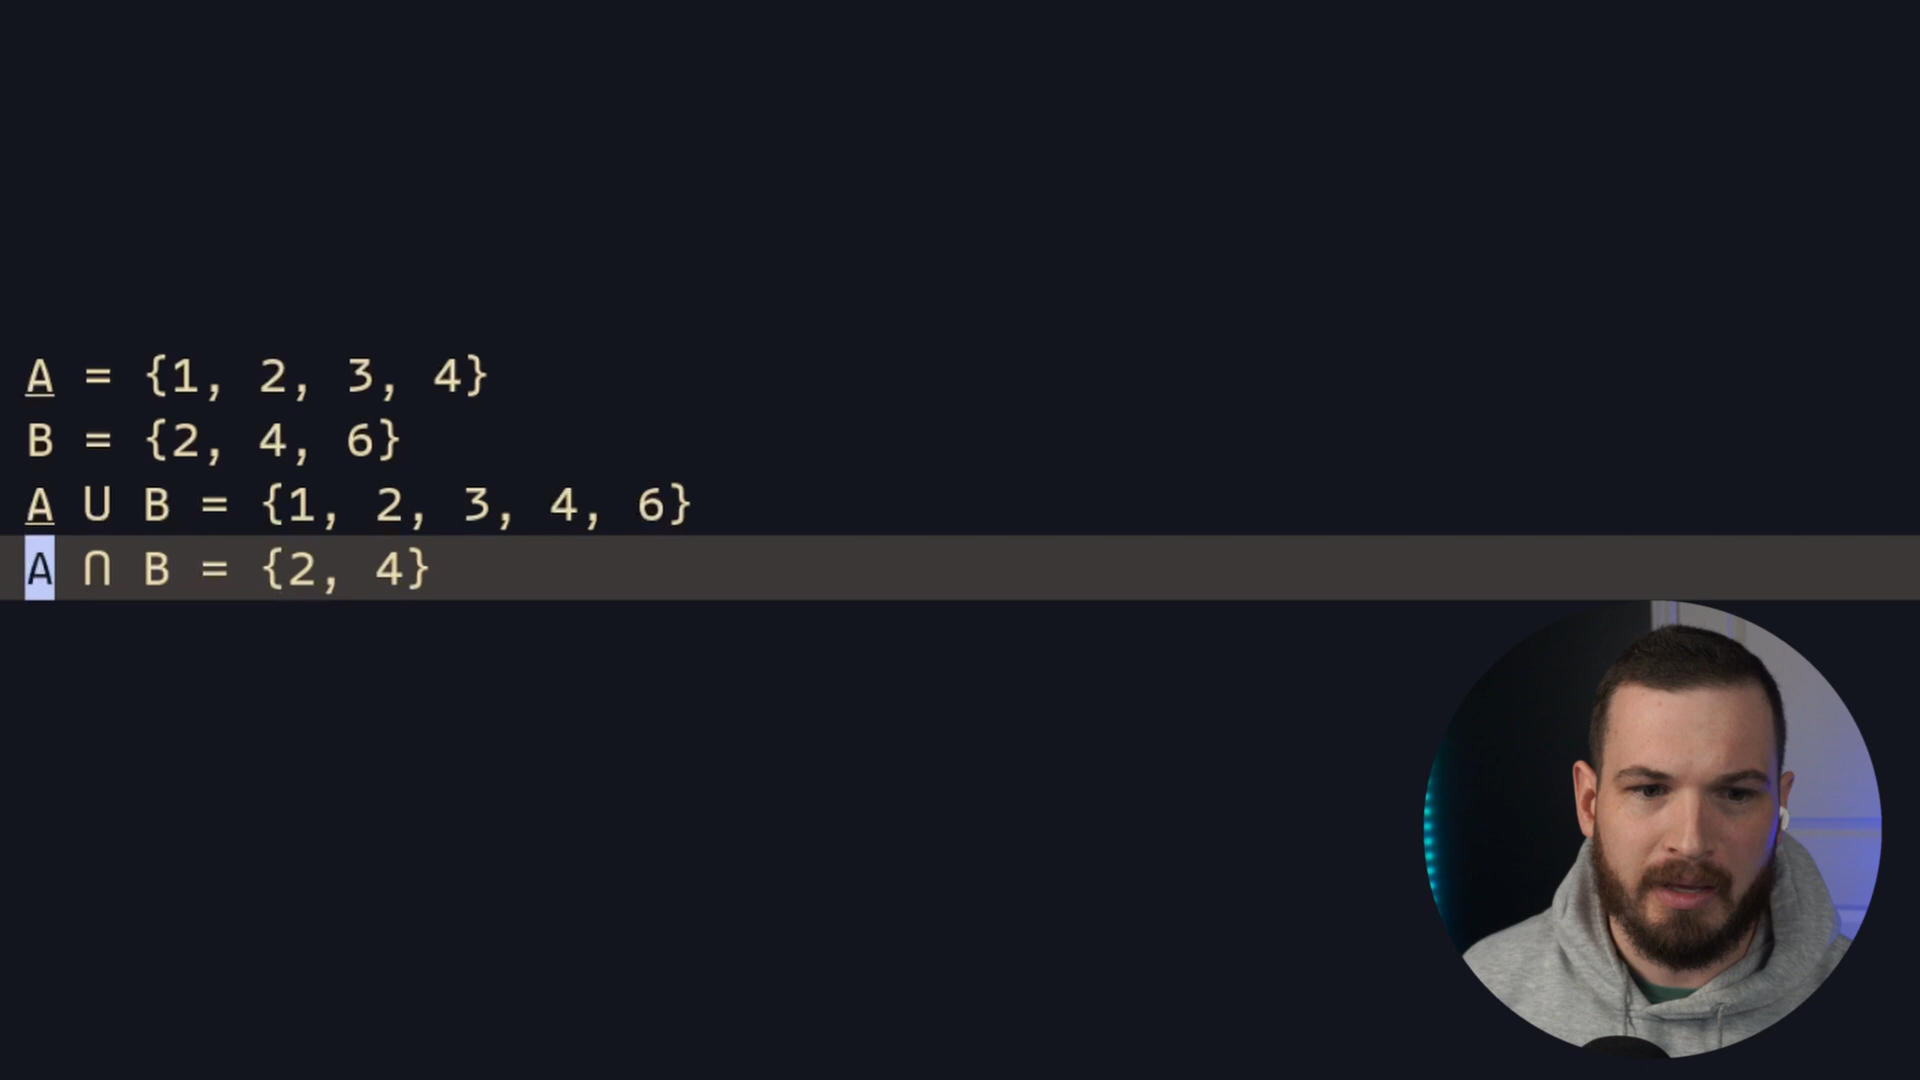 A = {1, 2, 3, 4}
B = {2, 4, 6}
A ∪ B = {1, 2, 3, 4, 6}
A ∩ B = {2, 4}